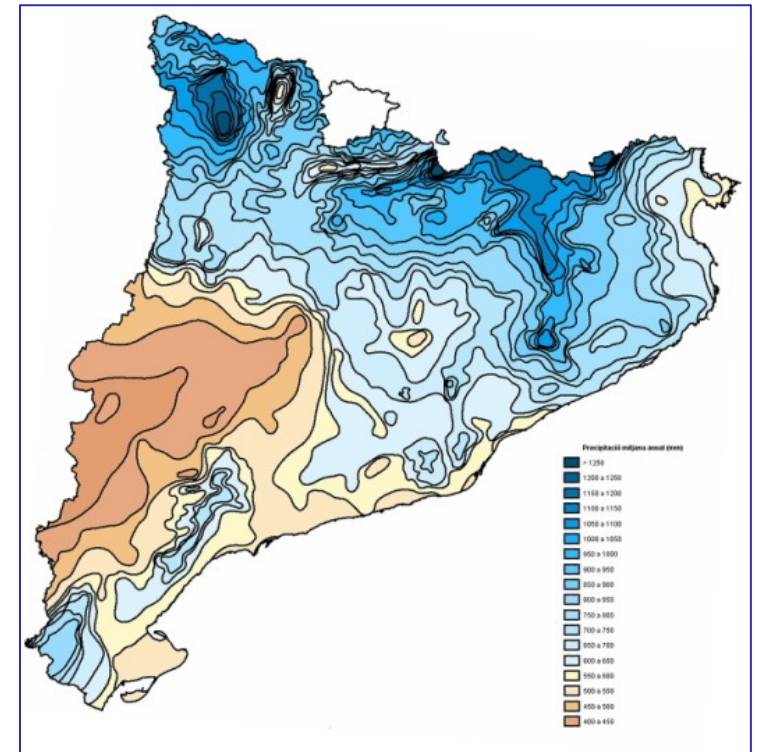 Precipitació mitjana anual (mm)
> 1250
1200 a 1250
1150 a 1200
1100 a 1150
1050 a 1100
1000 a 1050
950 a 1000
900 a 950
850 a 900
800 a 850
750 a 800
700 a 750
650 a 700
600 a 650
550 a 600
500 a 550
450 a 500
400 a 450